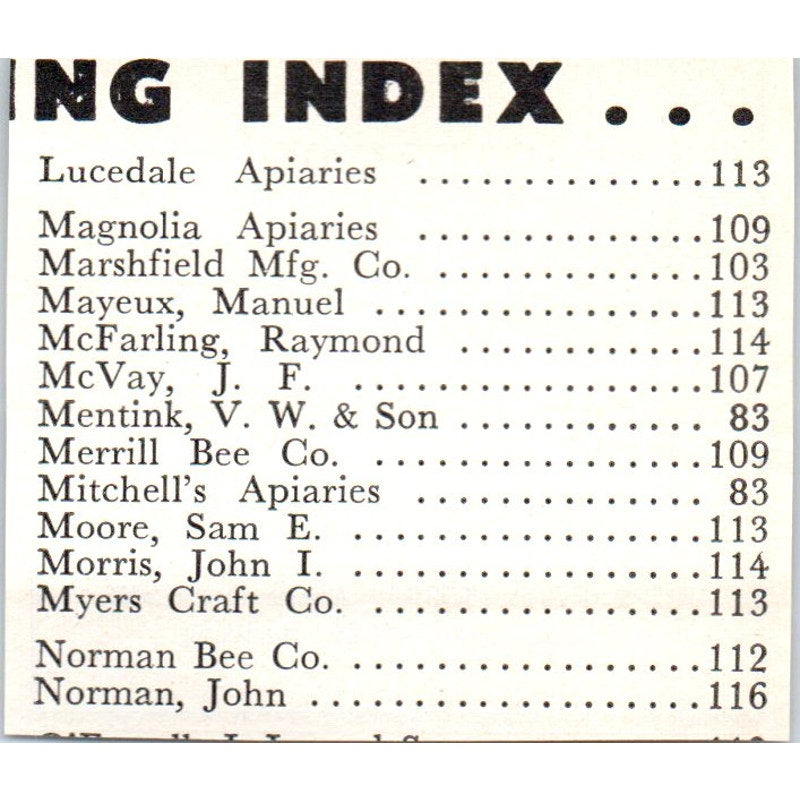 NG INDEX...
Lucedale Apiaries ...............113
Magnolia Apiaries ...............109
Marshfield Mfg. Co. ..............103
Mayeux, Manuel .................113
McFarling, Raymond .............114
McVay, J. F. ..................107
Mentink, V. W. & Son ............. 83
Merrill Bee Co. .................109
Mitchell's Apiaries ............... 83
Moore, Sam E. ..................113
Morris, John I. ..................114
Myers Craft Co. .................113
Norman Bee Co. ..................112
Norman, John ....................116